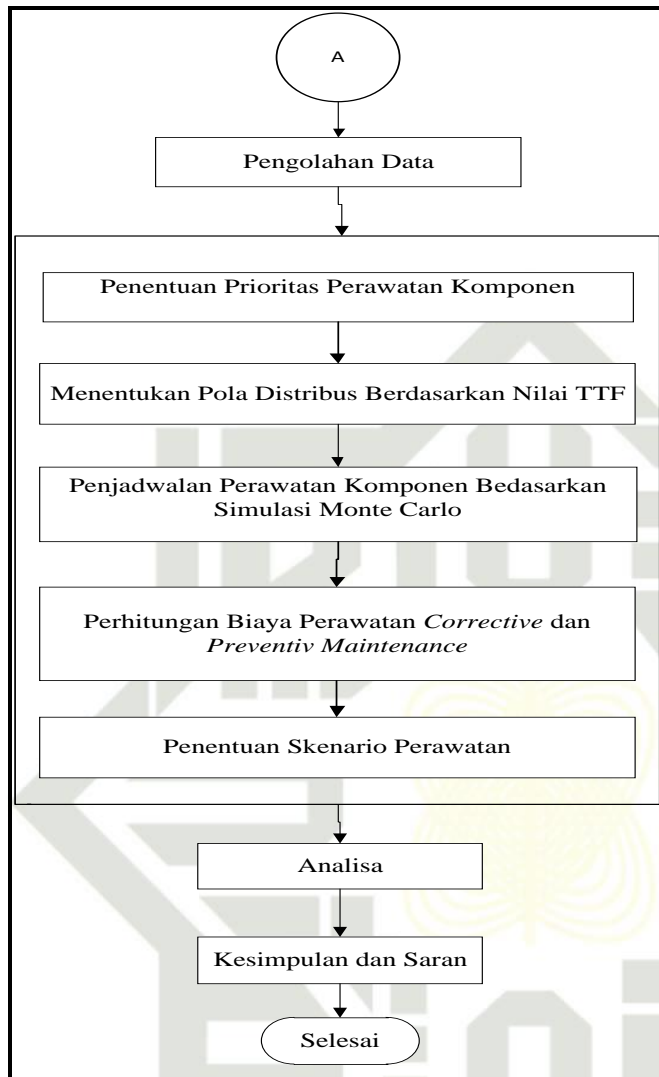 A
Pengolahan Data
Penentuan Prioritas Perawatan Komponen
Menentukan Pola Distribus Berdasarkan Nilai TTF
Penjadwalan Perawatan Komponen Bedasarkan
Simulasi Monte Carlo
Perhitungan Biaya Perawatan Corrective dan
Preventiv Maintenance
Penentuan Skenario Perawatan
Analisa
Kesimpulan dan Saran
Selesai